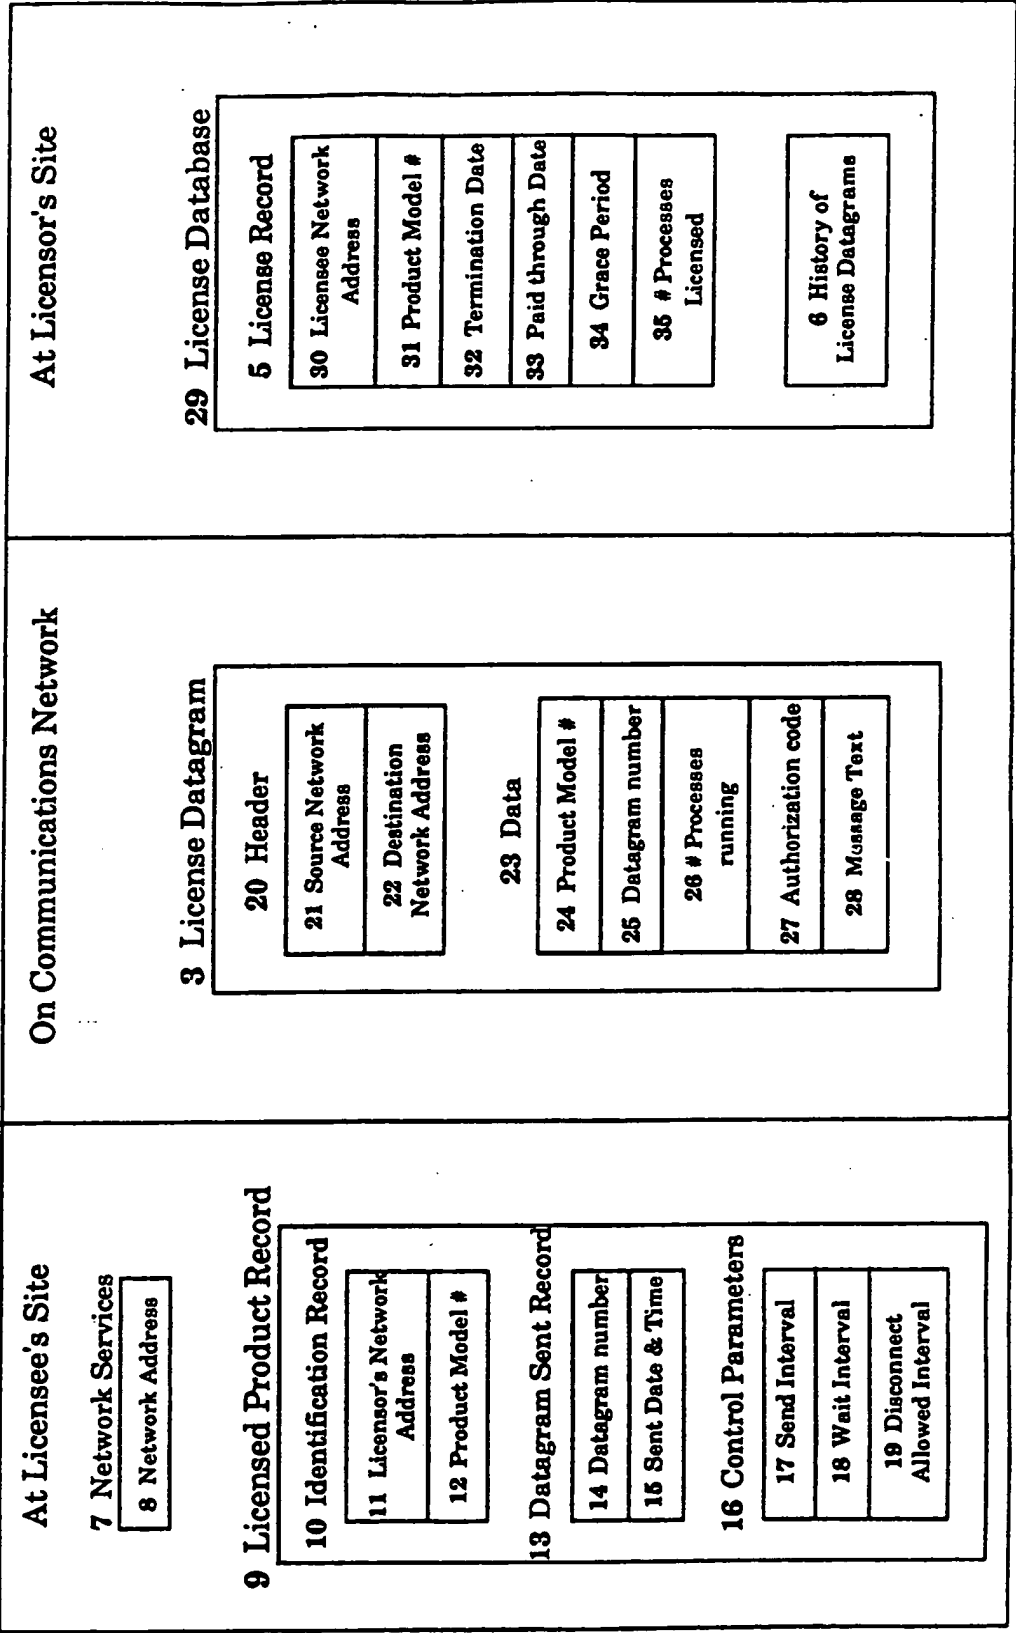 At Licensee's Site
7 Network Services
8 Network Address
9 Licensed Product Record
10 Identification Record
11 Licensor's Network
Address
12 Product Model #
13 Datagram Sent Record
14 Datagram number
15 Sent Date & Time
16 Control Parameters
17 Send Interval
18 Wait Interval
19 Disconnect
Allowed Interval
On Communications Network
3 License Datagram
20 Header
21 Source Network
Address
22 Destination
Network Address
23 Data
24 Product Model #
25 Datagram number
26 # Processes
running
27 Authorization code
28 Message Text
At Licensor's Site
29 License Database
5 License Record
30 Licensee Network
Address
31 Product Model #
32 Termination Date
33 Paid through Date
34 Grace Period
35 # Processes
Licensed
6 History of
License Datagrams